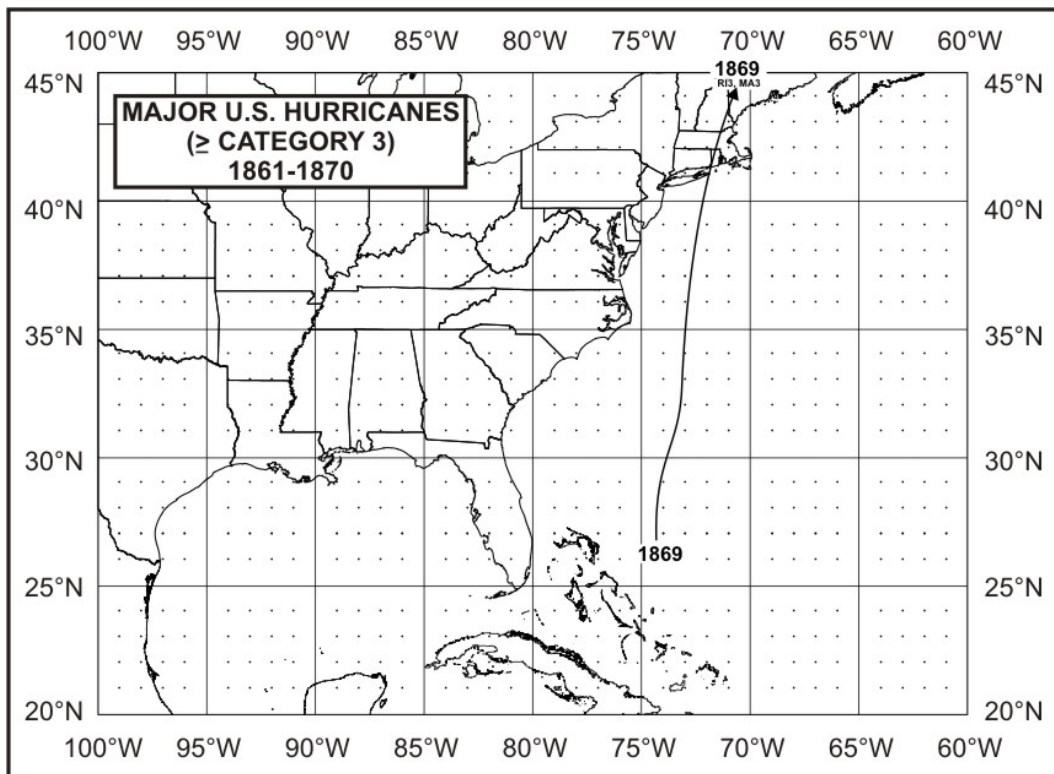 100°W 95°W 90°W 85°W 80°W 75°W 70°W 65°W 60°W
45°N 1869 45°N
RI3, MA3
MAJOR U.S. HURRICANES
(≥ CATEGORY 3)
1861-1870
40°N 40°N
35°N 35°N
30°N 30°N
1869
25°N 25°N
20°N 20°N
100°W 95°W 90°W 85°W 80°W 75°W 70°W 65°W 60°W